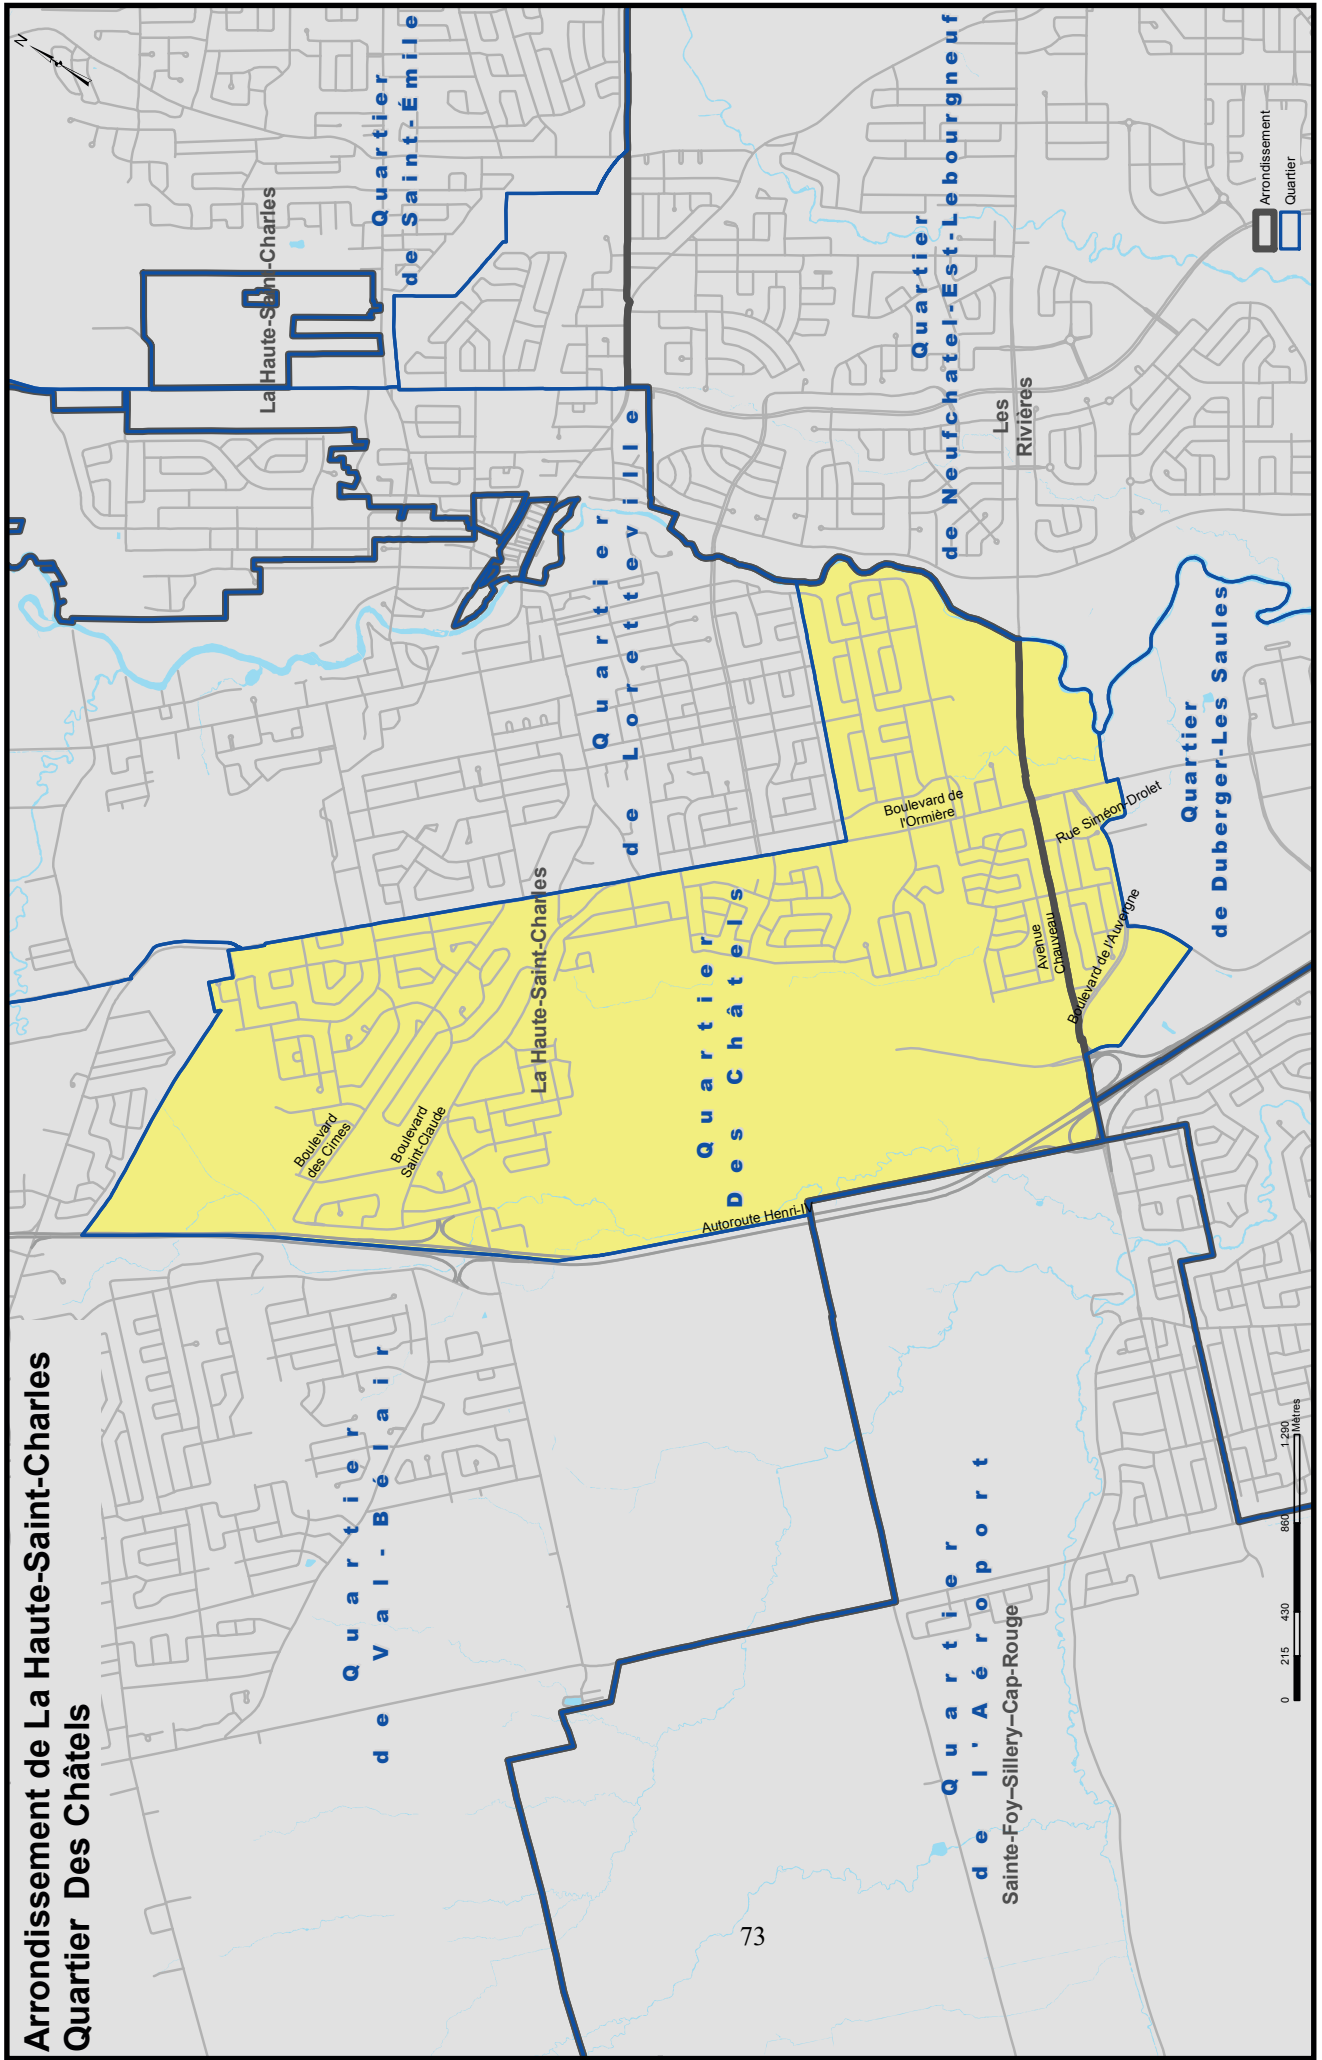 Arrondissement de La Haute-Saint-Charles
Quartier Des Châtels
N
Quartier
de Saint-Émile
La Haute-Saint-Charles
Quartier
de Neufchatel-Est-Lebourgneuf
Les
Rivières
Arrondissement
Quartier
Quartier
de Loretteville
Quartier
de Duberger-Les Saules
Boulevard de
l'Ormière
Rue Siméon-Drolet
Avenue
Chauveau
Boulevard de l'Auvergne
La Haute-Saint-Charles
Quartier
Des Châtels
Boulevard
des Cimes
Boulevard
Saint-Claude
Autoroute Henri-IV
Quartier
de Val-Bélair
Quartier
de l'Aéroport
Sainte-Foy–Sillery–Cap-Rouge
0 215 430 860 1 290
Mètres
73